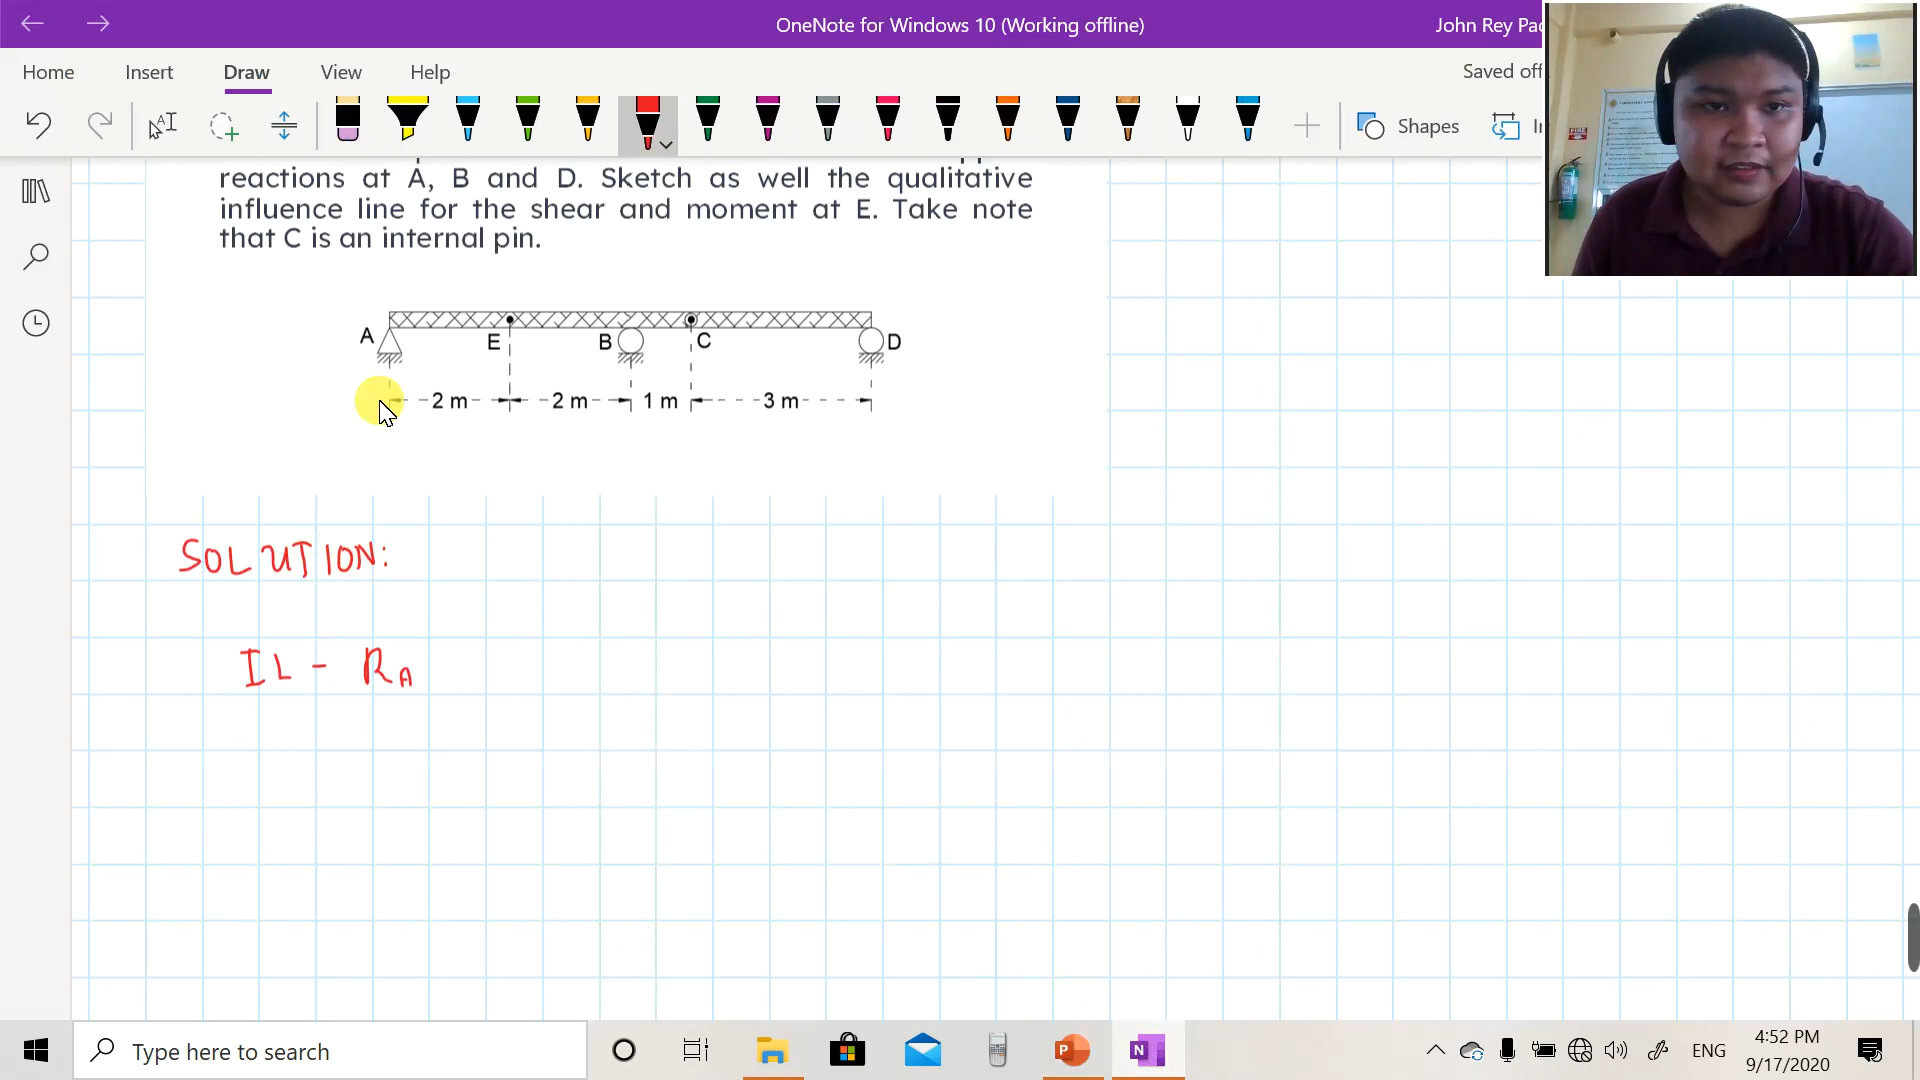 OneNote for Windows 10 (Working offline)
John Rey
Home Insert Draw View Help
Saved off
Shapes
reactions at A, B and D. Sketch as well the qualitative
influence line for the shear and moment at E. Take note
that C is an internal pin.
A E B C D
2 m 2 m 1 m 3 m
SOLUTION:
IL - RA
Type here to search
ENG
4:52 PM
9/17/2020